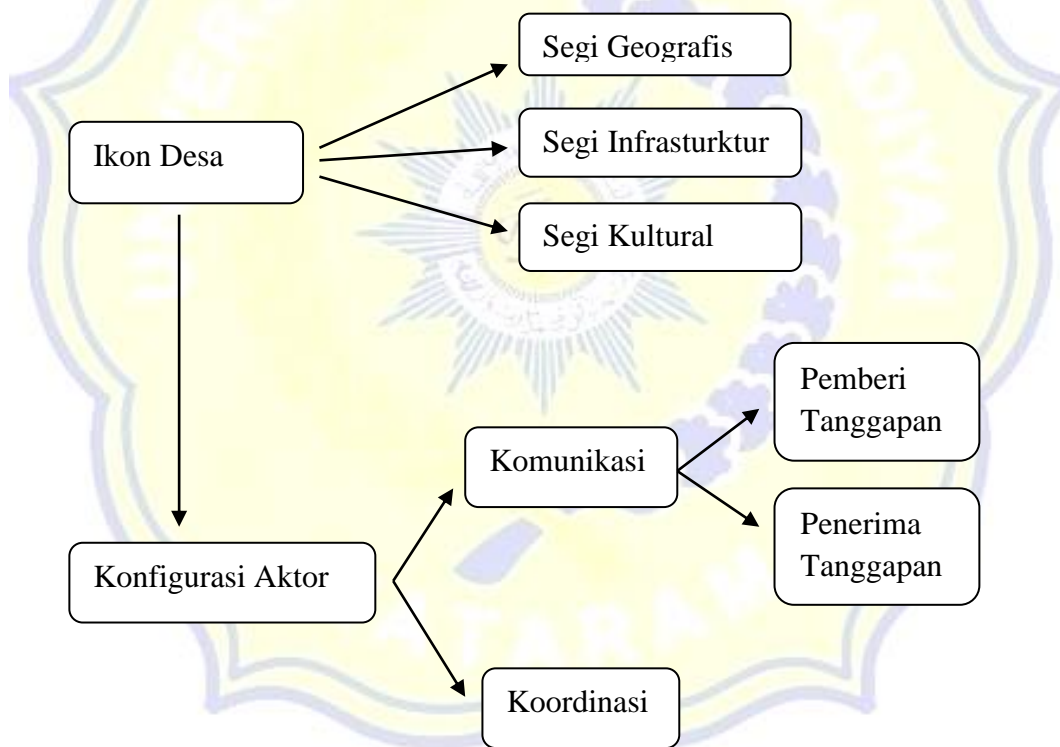 Segi Geografis
Ikon Desa
Segi Infrasturktur
Segi Kultural
Pemberi
Tanggapan
Komunikasi
Penerima
Tanggapan
Konfigurasi Aktor
Koordinasi